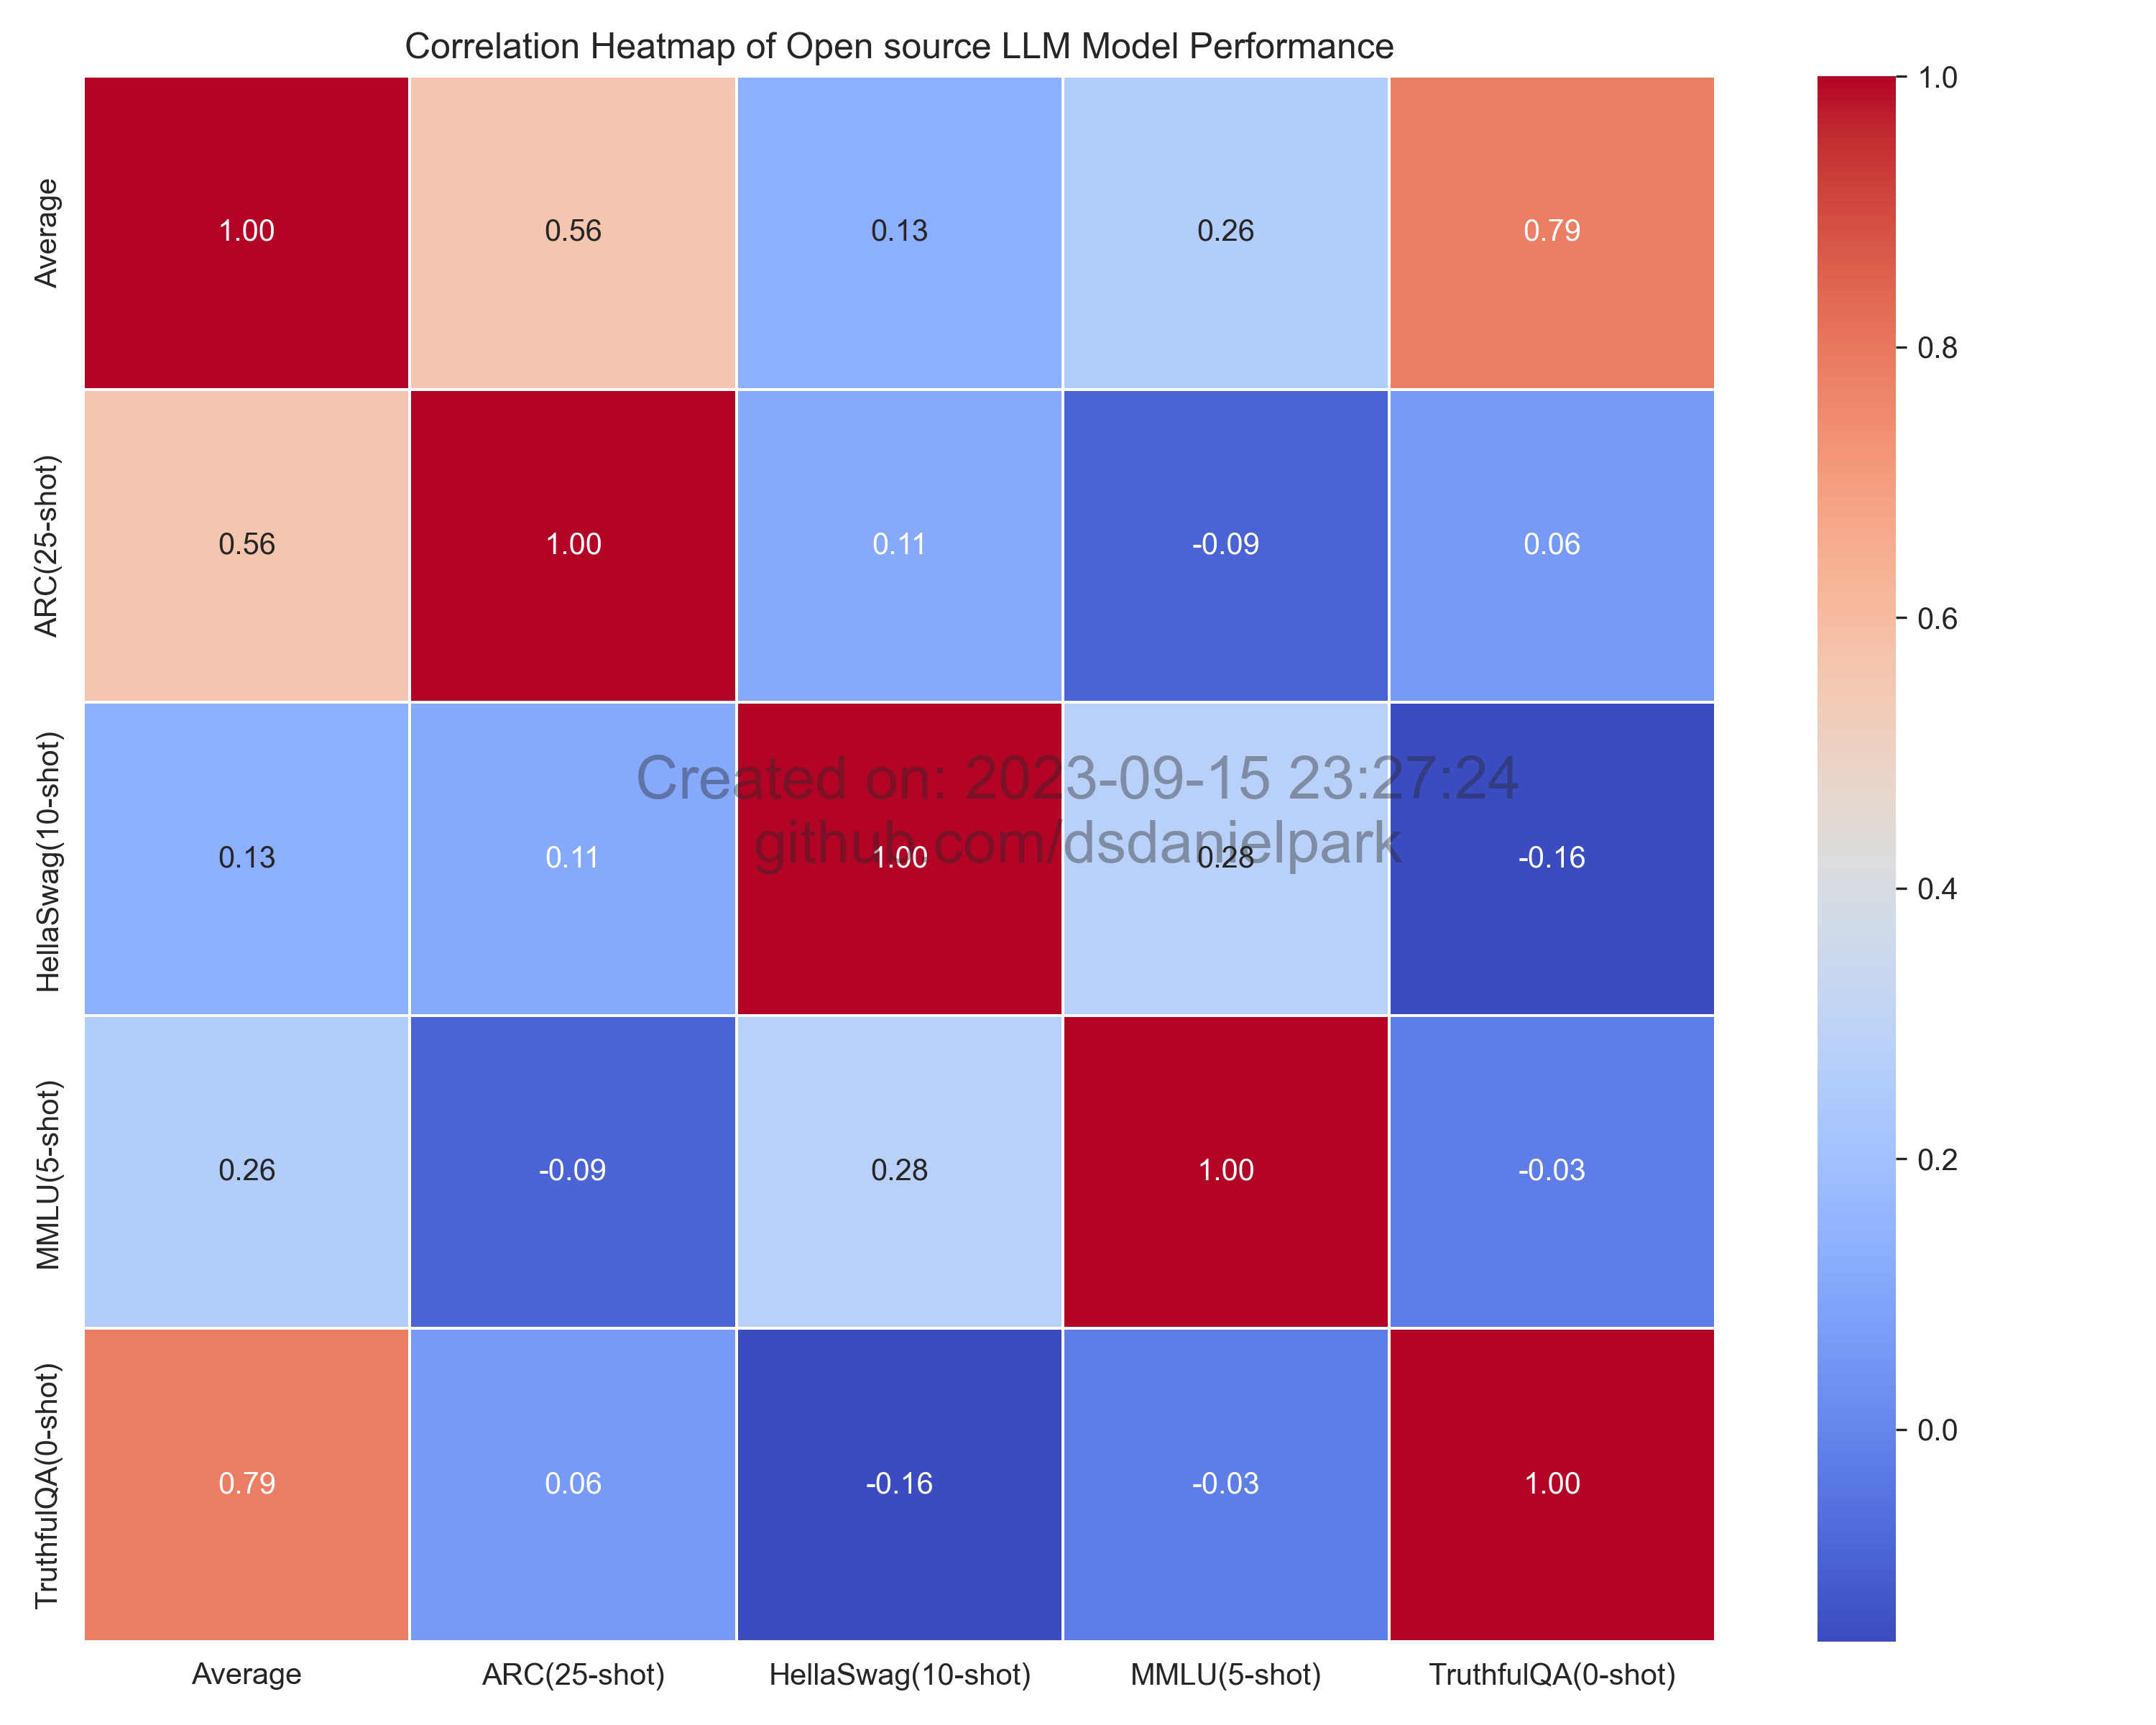 Correlation Heatmap of Open source LLM Model Performance
Average
1.00
0.56
0.13
0.26
0.79
ARC(25-shot)
0.56
1.00
0.11
-0.09
0.06
HellaSwag(10-shot)
0.13
0.11
1.00
0.28
-0.16
MMLU(5-shot)
0.26
-0.09
0.28
1.00
-0.03
TruthfulQA(0-shot)
0.79
0.06
-0.16
-0.03
1.00
Average
ARC(25-shot)
HellaSwag(10-shot)
MMLU(5-shot)
TruthfulQA(0-shot)
1.0
0.8
0.6
0.4
0.2
0.0
Created on: 2023-09-15 23:27:24
github.com/dsdanielpark